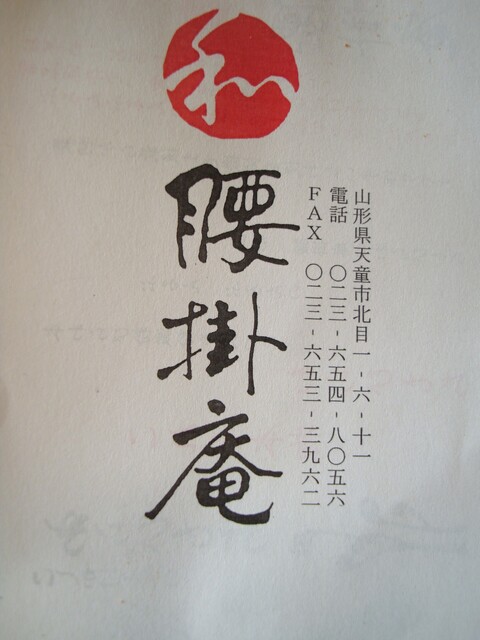 和
山形県天童市北目一-六-十一
電話 〇二三-六五四-八〇五六
FAX 〇二三-六五三-三九六二
腰掛庵